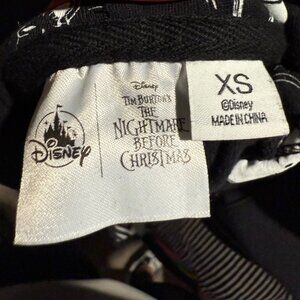 Disney
Disney
TIM BURTON'S
THE
NIGHTMARE
BEFORE
CHRISTMAS
XS
©Disney
MADE IN CHINA